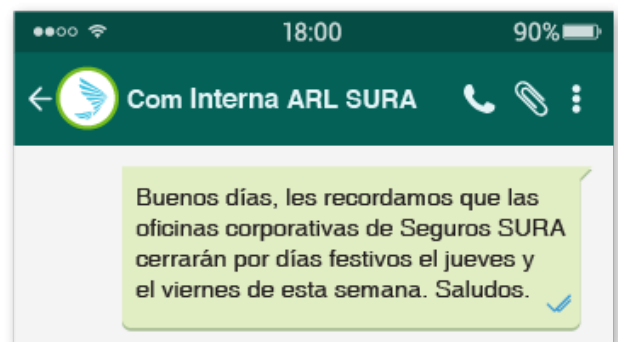 18:00
90%
Com Interna ARL SURA
Buenos días, les recordamos que las
oficinas corporativas de Seguros SURA
cerrarán por días festivos el jueves y
el viernes de esta semana. Saludos.